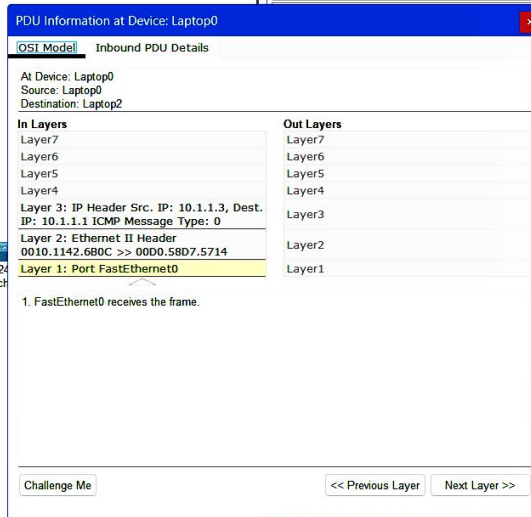 PDU Information at Device: Laptop0
OSI Model Inbound PDU Details
At Device: Laptop0
Source: Laptop0
Destination: Laptop2
In Layers Out Layers
Layer7 Layer7
Layer6 Layer6
Layer5 Layer5
Layer4 Layer4
Layer 3: IP Header Src. IP: 10.1.1.3, Dest.
IP: 10.1.1.1 ICMP Message Type: 0 Layer3
Layer 2: Ethernet II Header
0010.1142.6B0C >> 00D0.58D7.5714 Layer2
Layer 1: Port FastEthernet0 Layer1
1. FastEthernet0 receives the frame.
Challenge Me << Previous Layer Next Layer >>